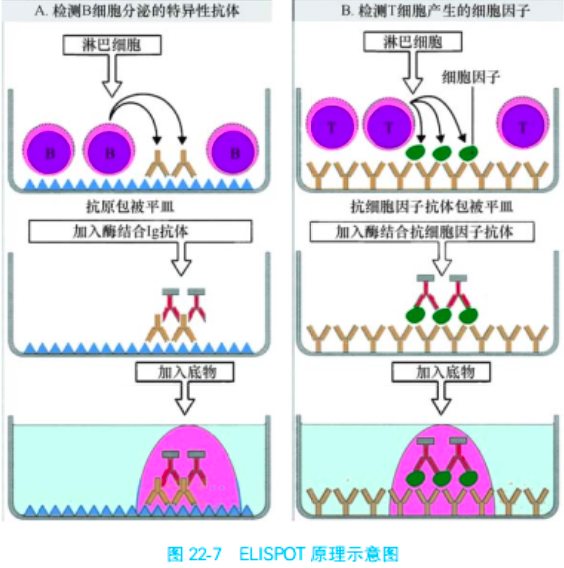 A. 检测B细胞分泌的特异性抗体
淋巴细胞
B
B
B
抗原包被平皿
加入酶结合Ig抗体
加入底物
B. 检测T细胞产生的细胞因子
淋巴细胞
细胞因子
T
T
T
抗细胞因子抗体包被平皿
加入酶结合抗细胞因子抗体
加入底物
图 22-7 ELISPOT 原理示意图